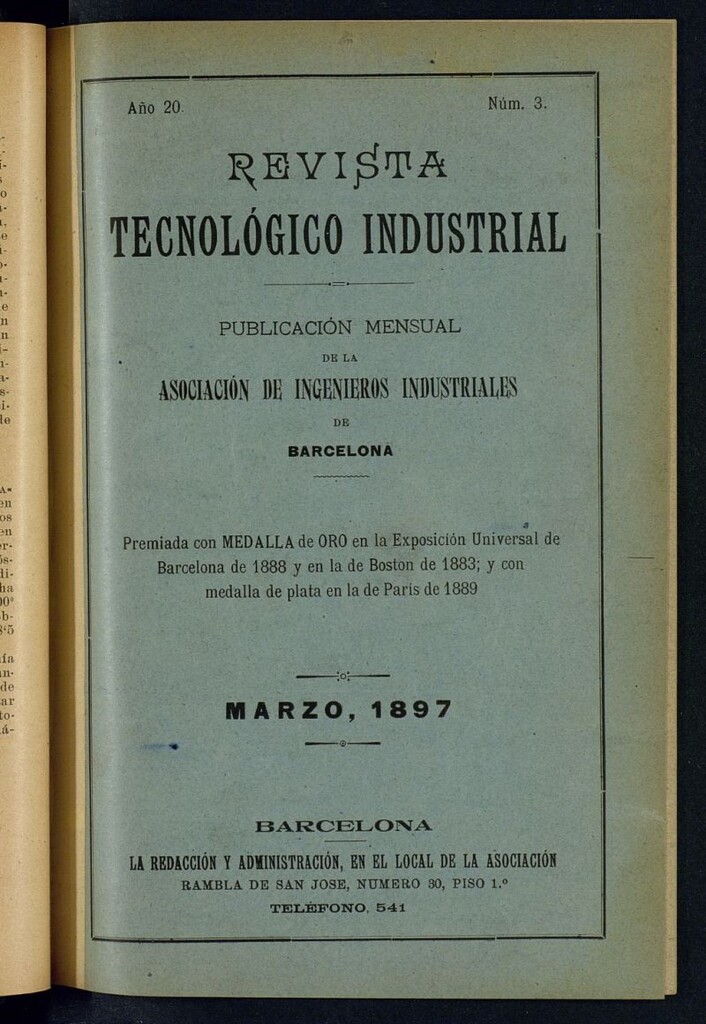 Año 20.
Núm. 3.
REVISTA
TECNOLÓGICO INDUSTRIAL
PUBLICACIÓN MENSUAL
DE LA
ASOCIACIÓN DE INGENIEROS INDUSTRIALES
DE
BARCELONA
Premiada con MEDALLA de ORO en la Exposición Universal de
Barcelona de 1888 y en la de Boston de 1883; y con
medalla de plata en la de París de 1889
MARZO, 1897
BARCELONA
LA REDACCIÓN Y ADMINISTRACIÓN, EN EL LOCAL DE LA ASOCIACIÓN
RAMBLA DE SAN JOSE, NUMERO 30, PISO 1.º
TELÉFONO, 541